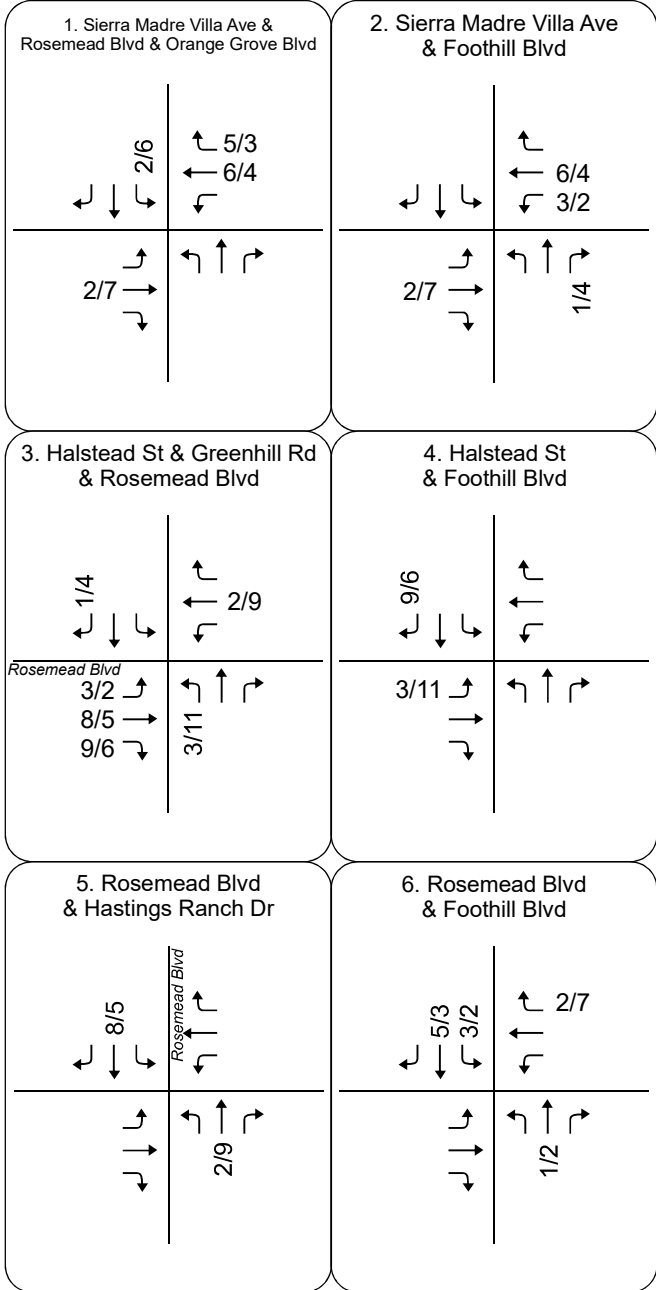 1. Sierra Madre Villa Ave &
Rosemead Blvd & Orange Grove Blvd
2/6
5/3
6/4
2/7
2. Sierra Madre Villa Ave
& Foothill Blvd
6/4
3/2
2/7
1/4
3. Halstead St & Greenhill Rd
& Rosemead Blvd
1/4
2/9
Rosemead Blvd
3/2
8/5
9/6
3/11
4. Halstead St
& Foothill Blvd
9/6
3/11
5. Rosemead Blvd
& Hastings Ranch Dr
8/5
Rosemead Blvd
2/9
6. Rosemead Blvd
& Foothill Blvd
5/3
3/2
2/7
1/2